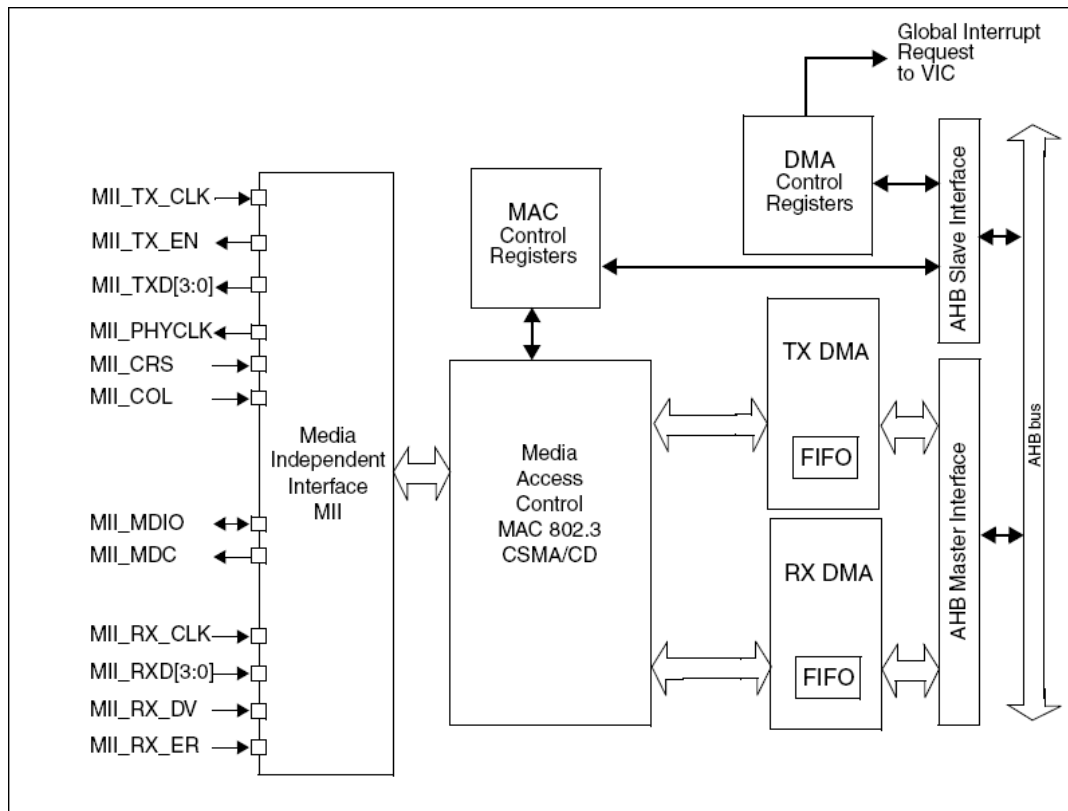 Global Interrupt
Request
to VIC
DMA
Control
Registers
AHB Slave Interface
MAC
Control
Registers
MII_TX_CLK
MII_TX_EN
MII_TXD[3:0]
MII_PHYCLK
MII_CRS
MII_COL
MII_MDIO
MII_MDC
MII_RX_CLK
MII_RXD[3:0]
MII_RX_DV
MII_RX_ER
Media
Independent
Interface
MII
Media
Access
Control
MAC 802.3
CSMA/CD
TX DMA
FIFO
RX DMA
FIFO
AHB Master Interface
AHB bus